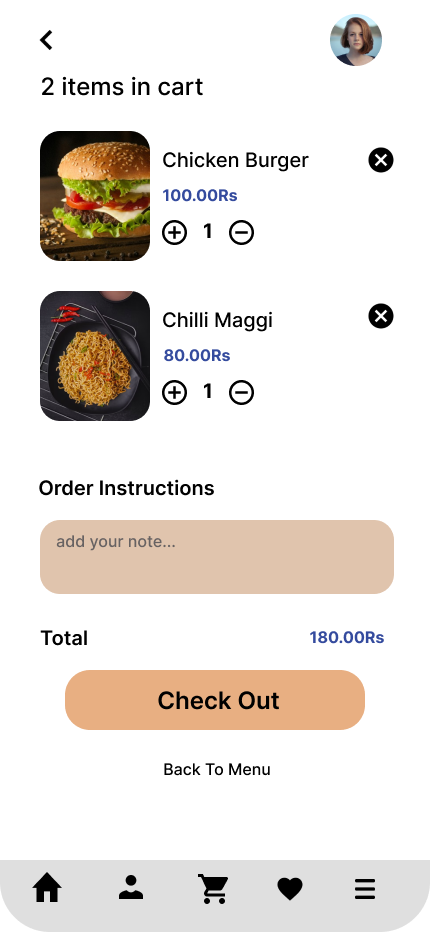 2 items in cart
Chicken Burger
100.00Rs
1
Chilli Maggi
80.00Rs
1
Order Instructions
add your note...
Total 180.00Rs
Check Out
Back To Menu